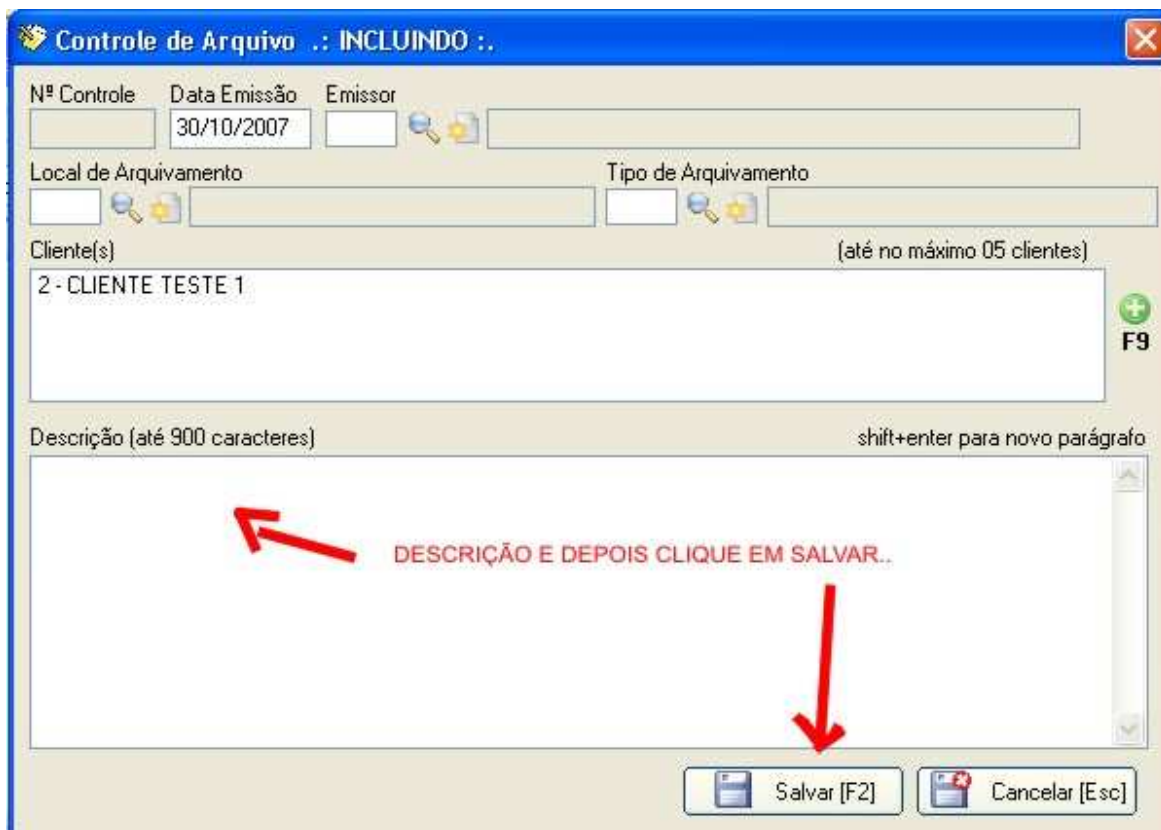 Controle de Arquivo .: INCLUINDO :.
Nº Controle Data Emissão Emissor
30/10/2007
Local de Arquivamento Tipo de Arquivamento
Cliente(s) (até no máximo 05 clientes)
2 - CLIENTE TESTE 1
F9
Descrição (até 900 caracteres) shift+enter para novo parágrafo
DESCRIÇÃO E DEPOIS CLIQUE EM SALVAR..
Salvar [F2] Cancelar [Esc]